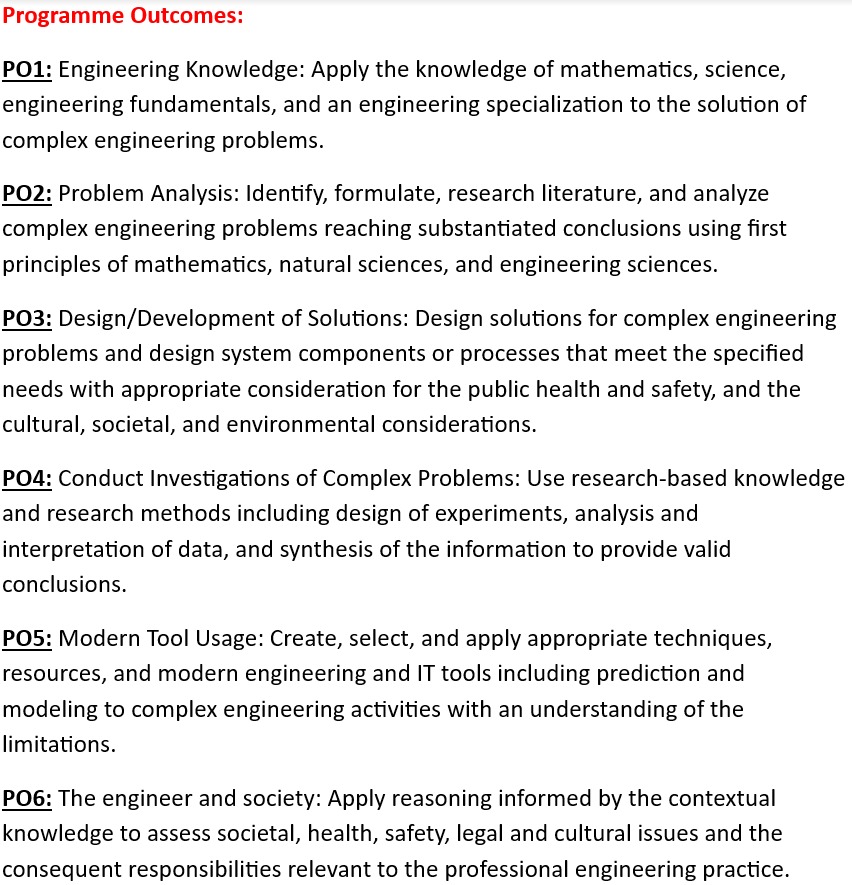 Programme Outcomes:
PO1: Engineering Knowledge: Apply the knowledge of mathematics, science,
engineering fundamentals, and an engineering specialization to the solution of
complex engineering problems.
PO2: Problem Analysis: Identify, formulate, research literature, and analyze
complex engineering problems reaching substantiated conclusions using first
principles of mathematics, natural sciences, and engineering sciences.
PO3: Design/Development of Solutions: Design solutions for complex engineering
problems and design system components or processes that meet the specified
needs with appropriate consideration for the public health and safety, and the
cultural, societal, and environmental considerations.
PO4: Conduct Investigations of Complex Problems: Use research-based knowledge
and research methods including design of experiments, analysis and
interpretation of data, and synthesis of the information to provide valid
conclusions.
PO5: Modern Tool Usage: Create, select, and apply appropriate techniques,
resources, and modern engineering and IT tools including prediction and
modeling to complex engineering activities with an understanding of the
limitations.
PO6: The engineer and society: Apply reasoning informed by the contextual
knowledge to assess societal, health, safety, legal and cultural issues and the
consequent responsibilities relevant to the professional engineering practice.